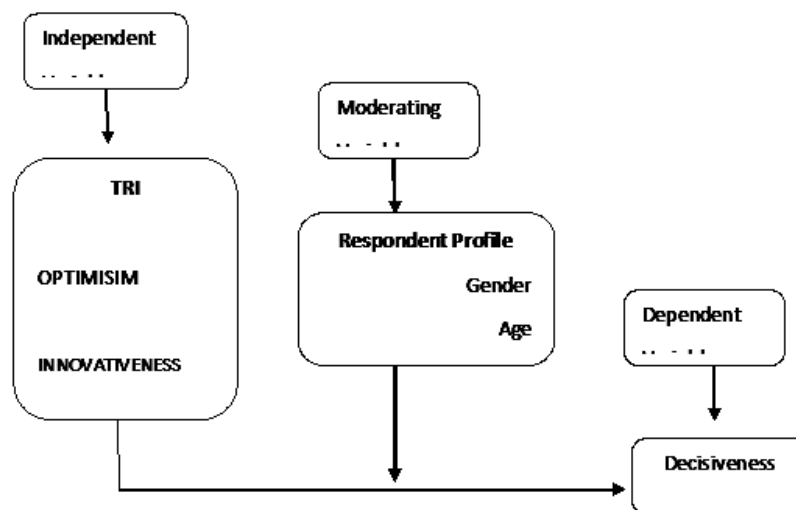 Independent
TRI
OPTIMISIM
INNOVATIVENESS
Moderating
Respondent Profile
Gender
Age
Dependent
Decisiveness